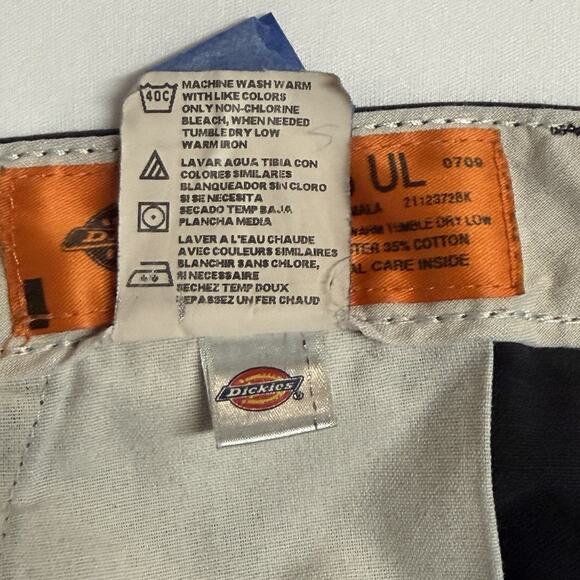 40C
MACHINE WASH WARM
WITH LIKE COLORS
ONLY NON-CHLORINE
BLEACH, WHEN NEEDED
TUMBLE DRY LOW
WARM IRON
LAVAR AGUA TIBIA CON
COLORES SIMILARES
BLANQUEADOR SIN CLORO
SI SE NECESITA
SECADO TEMP BAJA
PLANCHA MEDIA
LAVER A L'EAU CHAUDE
AVEC COULEURS SIMILAIRES
BLANCHIR SANS CHLORE,
SI NECESSAIRE
SECHEZ TEMP DOUX
REPASSEZ UN FER CHAUD
UL
0709
2112372BK
WARM TUMBLE DRY LOW
35% COTTON
CARE INSIDE
Dickies
Dickies